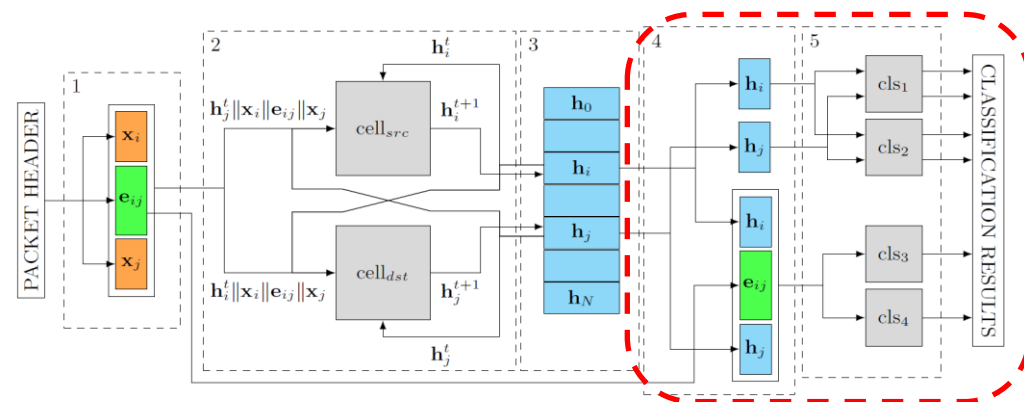 PACKET HEADER
1
x_i
e_ij
x_j
2
h_i^t
h_j^t||x_i||e_ij||x_j
cell_src
h_i^{t+1}
cell_dst
h_i^t||x_i||e_ij||x_j
h_j^{t+1}
h_j^t
3
h_0
h_i
h_j
h_N
4
h_i
h_j
h_i
e_ij
h_j
5
cls_1
cls_2
cls_3
cls_4
CLASSIFICATION RESULTS